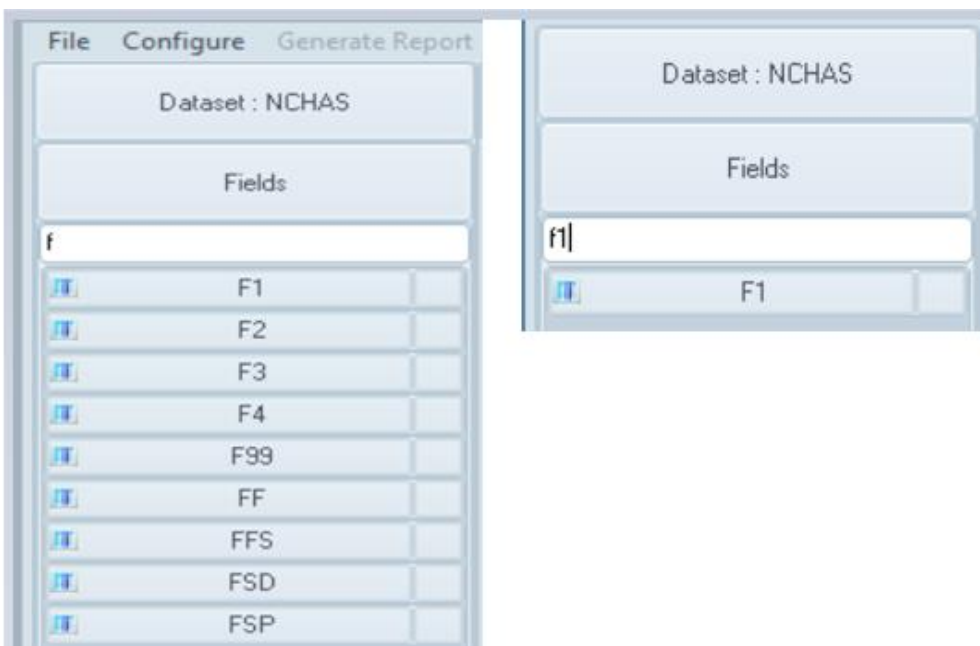 File Configure Generate Report
Dataset : NCHAS
Fields
f
F1
F2
F3
F4
F99
FF
FFS
FSD
FSP
Dataset : NCHAS
Fields
f1
F1